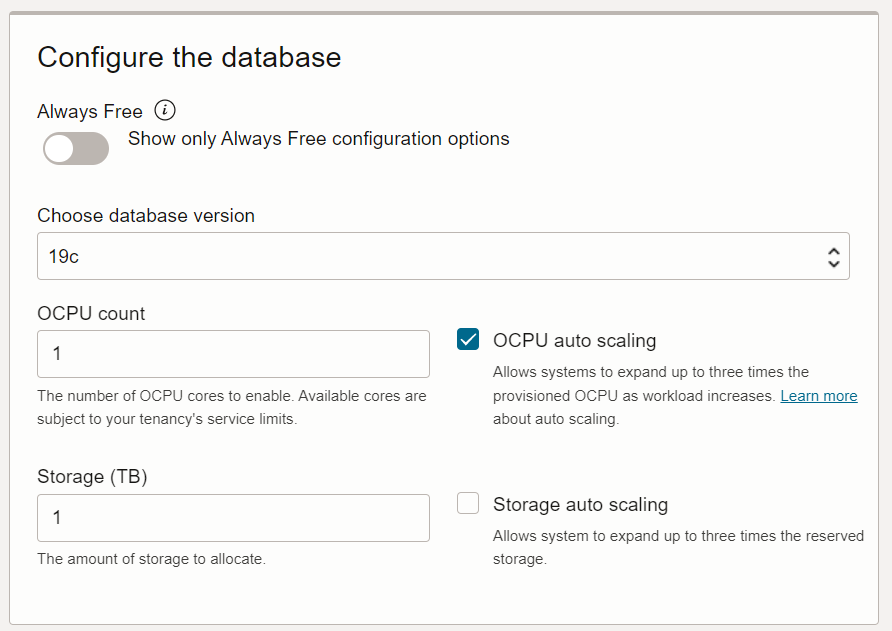 Configure the database
Always Free
Show only Always Free configuration options
Choose database version
19c
OCPU count
1
The number of OCPU cores to enable. Available cores are
subject to your tenancy's service limits.
OCPU auto scaling
Allows systems to expand up to three times the
provisioned OCPU as workload increases. Learn more
about auto scaling.
Storage (TB)
1
The amount of storage to allocate.
Storage auto scaling
Allows system to expand up to three times the reserved
storage.